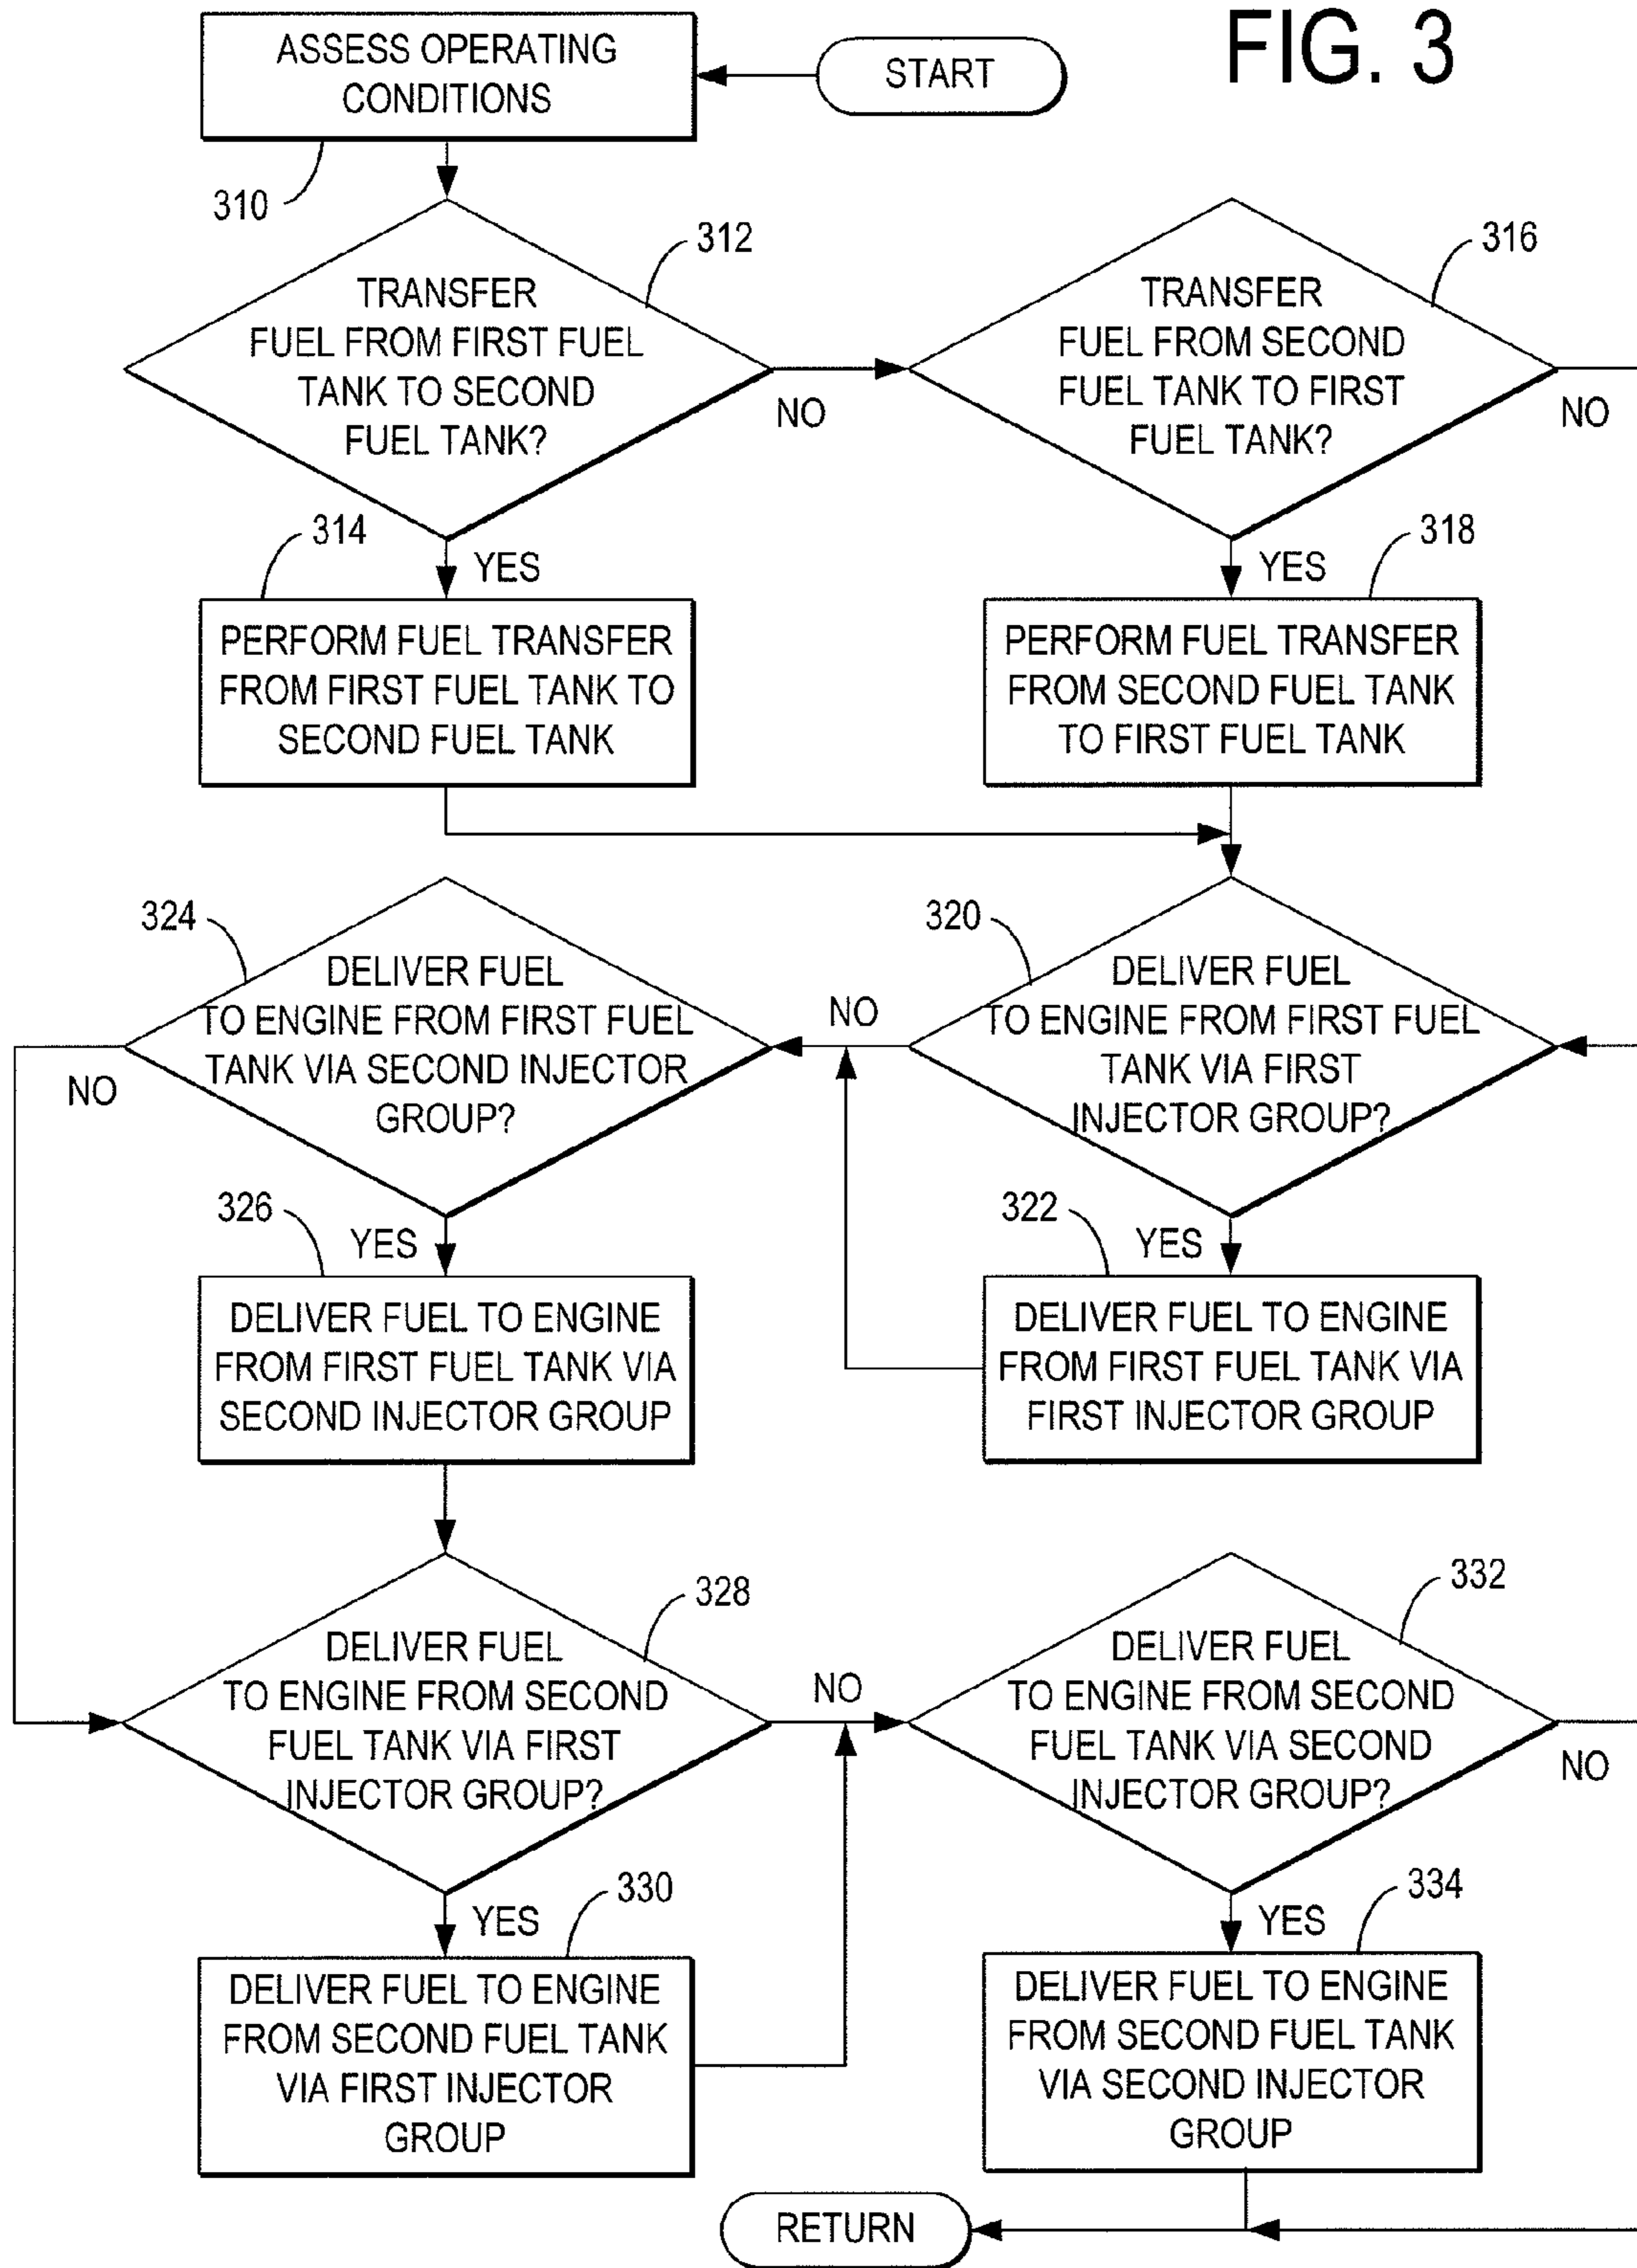 FIG. 3
START
ASSESS OPERATING
CONDITIONS
310
312
TRANSFER
FUEL FROM FIRST FUEL
TANK TO SECOND
FUEL TANK?
NO
316
TRANSFER
FUEL FROM SECOND
FUEL TANK TO FIRST
FUEL TANK?
NO
314
YES
PERFORM FUEL TRANSFER
FROM FIRST FUEL TANK TO
SECOND FUEL TANK
318
YES
PERFORM FUEL TRANSFER
FROM SECOND FUEL TANK
TO FIRST FUEL TANK
320
DELIVER FUEL
TO ENGINE FROM FIRST FUEL
TANK VIA FIRST
INJECTOR GROUP?
NO
322
YES
DELIVER FUEL TO ENGINE
FROM FIRST FUEL TANK VIA
FIRST INJECTOR GROUP
324
DELIVER FUEL
TO ENGINE FROM FIRST FUEL
TANK VIA SECOND INJECTOR
GROUP?
NO
326
YES
DELIVER FUEL TO ENGINE
FROM FIRST FUEL TANK VIA
SECOND INJECTOR GROUP
328
DELIVER FUEL
TO ENGINE FROM SECOND
FUEL TANK VIA FIRST
INJECTOR GROUP?
NO
330
YES
DELIVER FUEL TO ENGINE
FROM SECOND FUEL TANK
VIA FIRST INJECTOR
GROUP
332
DELIVER FUEL
TO ENGINE FROM SECOND
FUEL TANK VIA SECOND
INJECTOR GROUP?
NO
334
YES
DELIVER FUEL TO ENGINE
FROM SECOND FUEL TANK
VIA SECOND INJECTOR
GROUP
RETURN